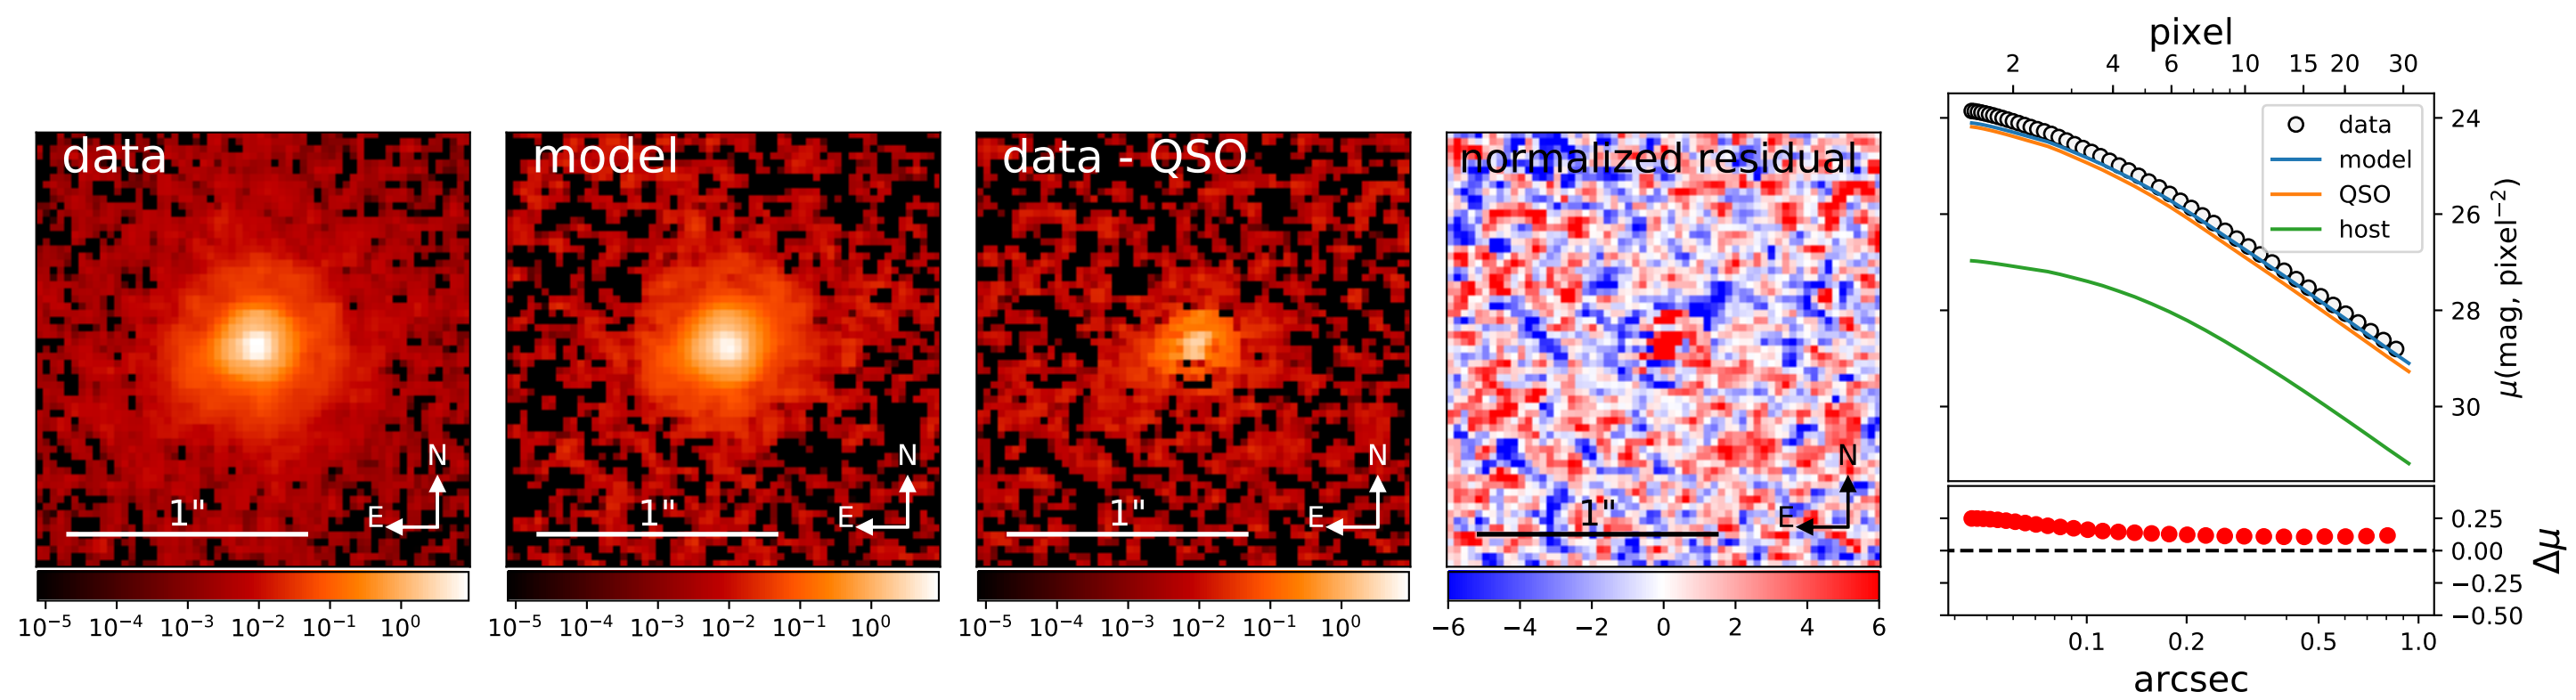 data
N
E
1"
10⁻⁵ 10⁻⁴ 10⁻³ 10⁻² 10⁻¹ 10⁰
model
N
E
1"
10⁻⁵ 10⁻⁴ 10⁻³ 10⁻² 10⁻¹ 10⁰
data - QSO
N
E
1"
10⁻⁵ 10⁻⁴ 10⁻³ 10⁻² 10⁻¹ 10⁰
normalized residual
N
E
1"
−6 −4 −2 0 2 4 6
pixel
2 4 6 10 15 20 30
data
model
QSO
host
24
26
28
30
μ(mag, pixel⁻²)
0.25
0.00
−0.25
−0.50
Δμ
0.1 0.2 0.5 1.0
arcsec